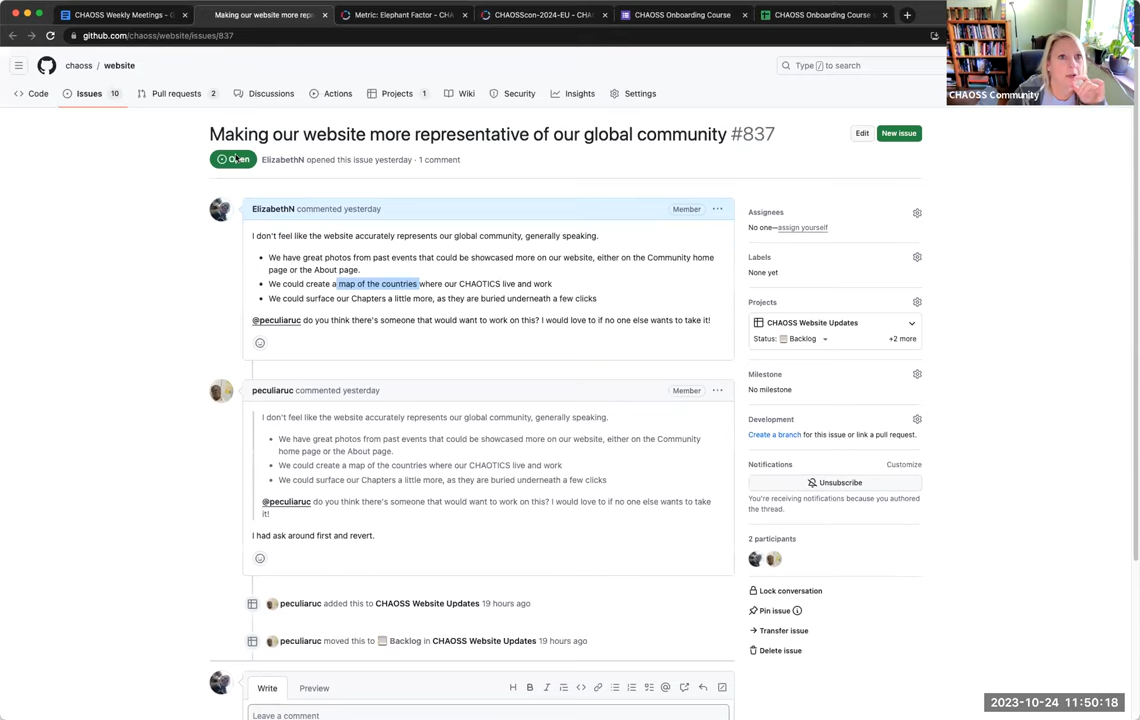 CHAOSS Weekly Meetings - 
Making our website more rep
Metric: Elephant Factor - CHA
CHAOSScon-2024-EU - CHA
CHAOSS Onboarding Course
CHAOSS Onboarding Course
github.com/chaoss/website/issues/837
chaoss / website
Type / to search
CHAOSS Community
Code
Issues 10
Pull requests 2
Discussions
Actions
Projects 1
Wiki
Security
Insights
Settings
Making our website more representative of our global community #837
Edit
New issue
Open
ElizabethN opened this issue yesterday · 1 comment
ElizabethN commented yesterday
Member
I don't feel like the website accurately represents our global community, generally speaking.
• We have great photos from past events that could be showcased more on our website, either on the Community home
page or the About page.
• We could create a map of the countries where our CHAOTICS live and work
• We could surface our Chapters a little more, as they are buried underneath a few clicks
@peculiaruc do you think there's someone that would want to work on this? I would love to if no one else wants to take it!
peculiaruc commented yesterday
Member
I don't feel like the website accurately represents our global community, generally speaking.
• We have great photos from past events that could be showcased more on our website, either on the Community
home page or the About page.
• We could create a map of the countries where our CHAOTICS live and work
• We could surface our Chapters a little more, as they are buried underneath a few clicks
@peculiaruc do you think there's someone that would want to work on this? I would love to if no one else wants to take
it!
I had ask around first and revert.
peculiaruc added this to CHAOSS Website Updates 19 hours ago
peculiaruc moved this to Backlog in CHAOSS Website Updates 19 hours ago
Write
Preview
Leave a comment
Assignees
No one—assign yourself
Labels
None yet
Projects
CHAOSS Website Updates
Status: Backlog
+2 more
Milestone
No milestone
Development
Create a branch for this issue or link a pull request.
Notifications
Customize
Unsubscribe
You're receiving notifications because you authored
the thread.
2 participants
Lock conversation
Pin issue
Transfer issue
Delete issue
2023-10-24 11:50:18